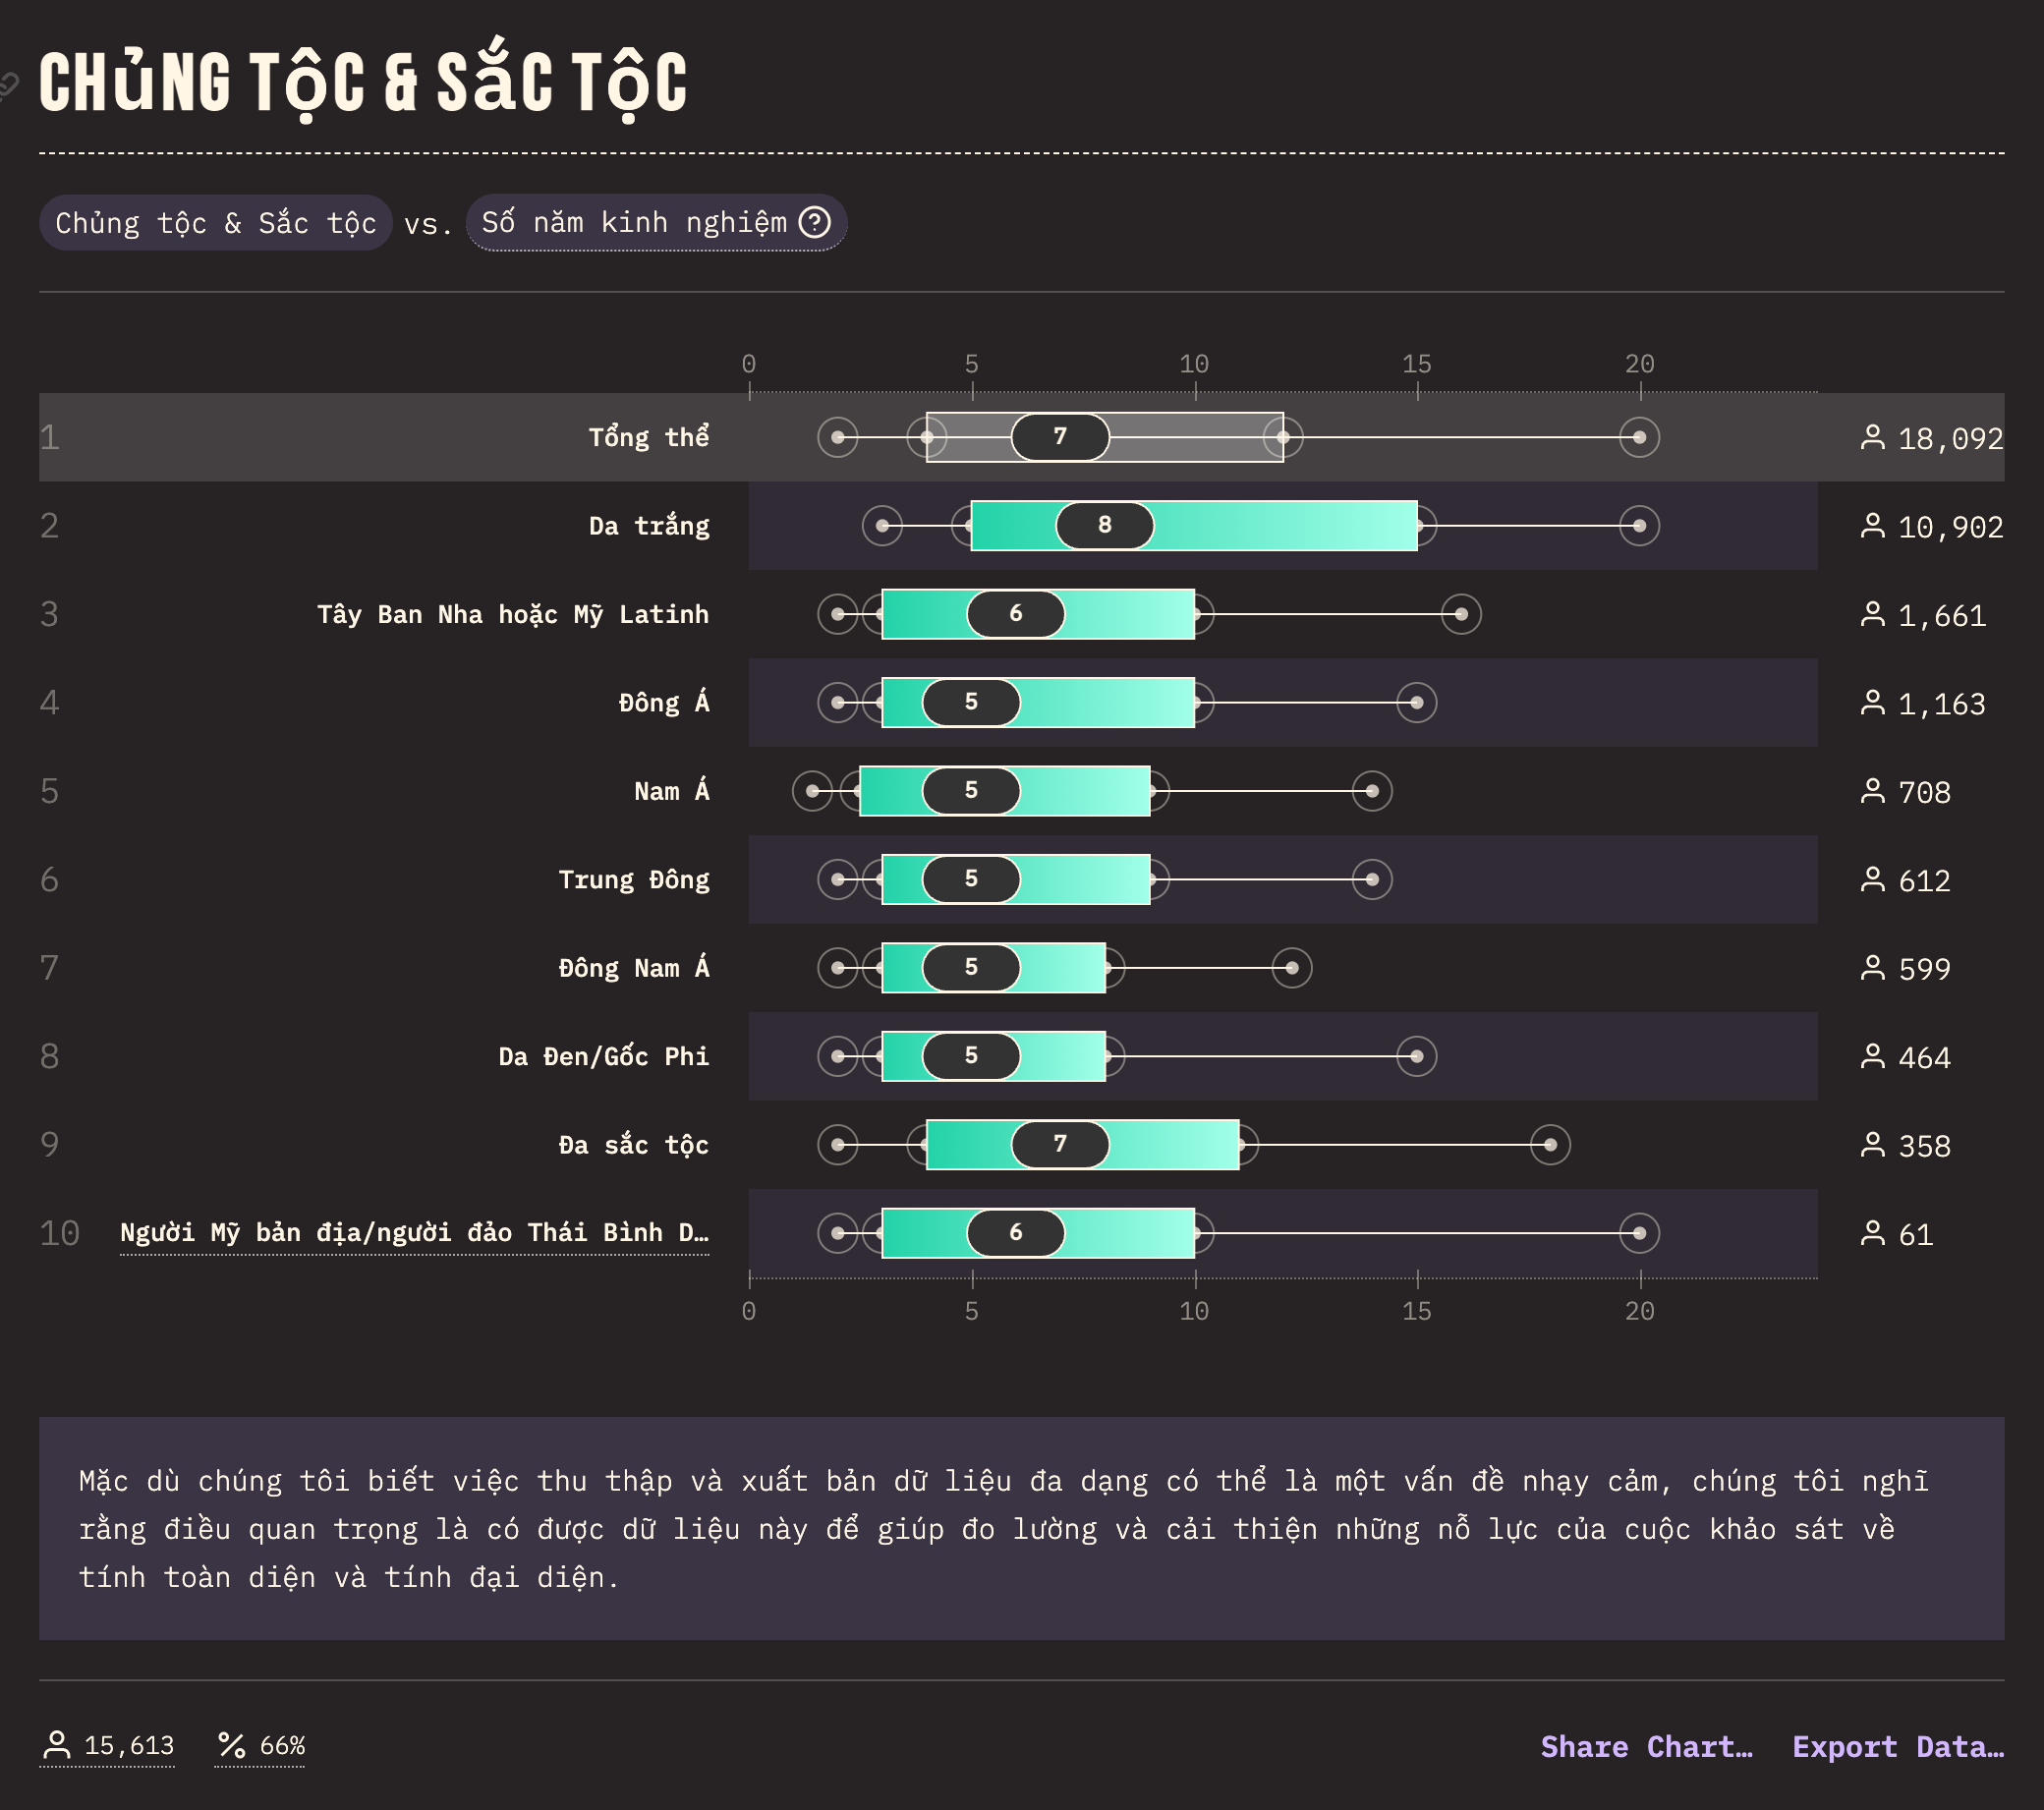 CHủNG TộC & SắC TộC
Chủng tộc & Sắc tộc vs. Số năm kinh nghiệm ?
0 5 10 15 20
1 Tổng thể 7 18,092
2 Da trắng 8 10,902
3 Tây Ban Nha hoặc Mỹ Latinh 6 1,661
4 Đông Á 5 1,163
5 Nam Á 5 708
6 Trung Đông 5 612
7 Đông Nam Á 5 599
8 Da Đen/Gốc Phi 5 464
9 Đa sắc tộc 7 358
10 Người Mỹ bản địa/người đảo Thái Bình D… 6 61
0 5 10 15 20
Mặc dù chúng tôi biết việc thu thập và xuất bản dữ liệu đa dạng có thể là một vấn đề nhạy cảm, chúng tôi nghĩ
rằng điều quan trọng là có được dữ liệu này để giúp đo lường và cải thiện những nỗ lực của cuộc khảo sát về
tính toàn diện và tính đại diện.
15,613 % 66% Share Chart… Export Data…